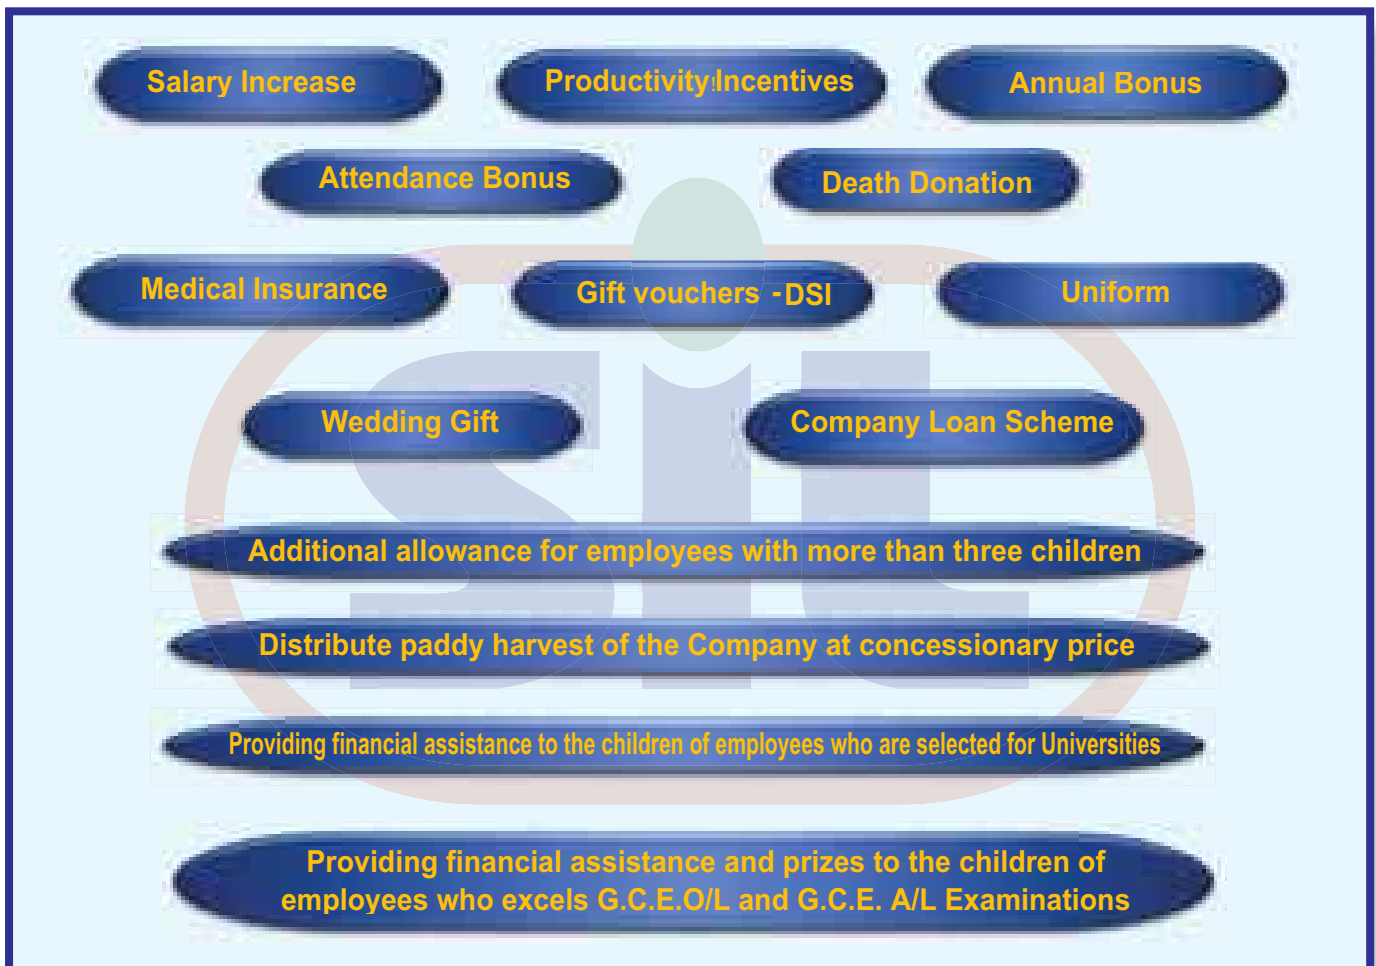 Salary Increase
Productivity Incentives
Annual Bonus
Attendance Bonus
Death Donation
Medical Insurance
Gift vouchers - DSI
Uniform
Wedding Gift
Company Loan Scheme
Additional allowance for employees with more than three children
Distribute paddy harvest of the Company at concessionary price
Providing financial assistance to the children of employees who are selected for Universities
Providing financial assistance and prizes to the children of
employees who excels G.C.E.O/L and G.C.E. A/L Examinations
sil